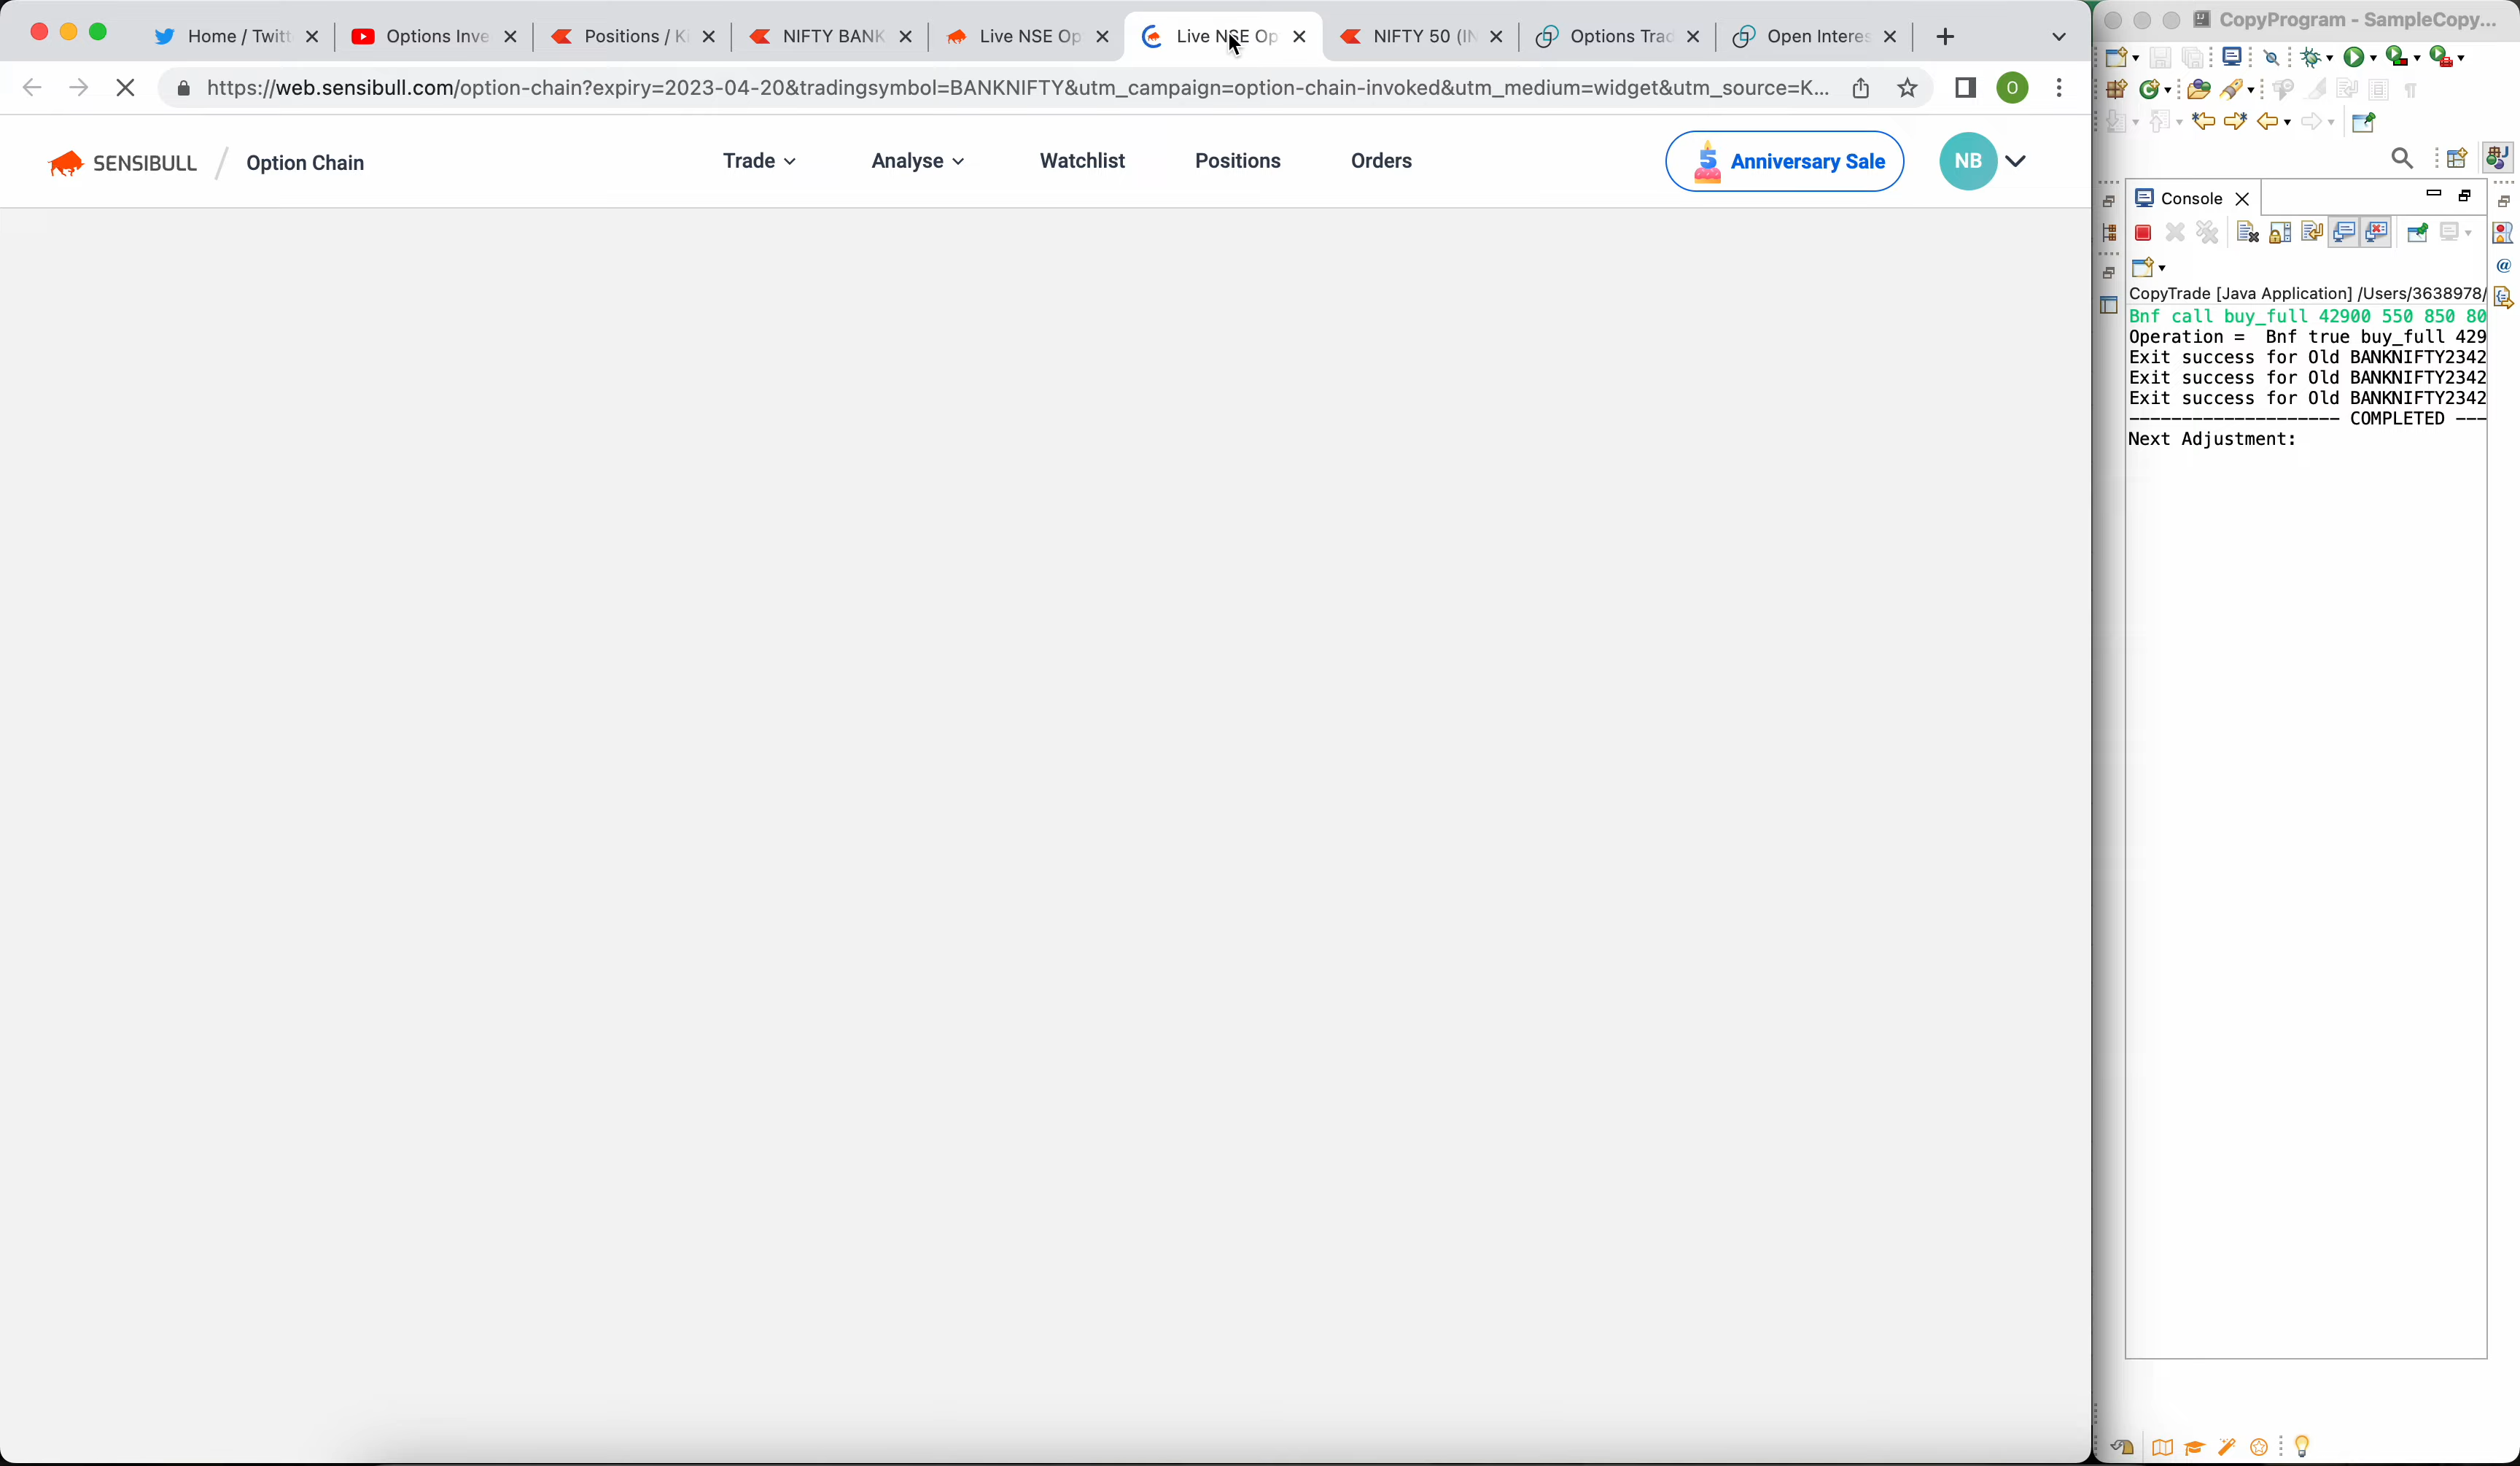 Home / Twitt
Options Inve
Positions / Ki
NIFTY BANK
Live NSE Op
Live NSE Op
NIFTY 50 (IN
Options Trad
Open Interes
https://web.sensibull.com/option-chain?expiry=2023-04-20&tradingsymbol=BANKNIFTY&utm_campaign=option-chain-invoked&utm_medium=widget&utm_source=K...
O
SENSIBULL / Option Chain
Trade
Analyse
Watchlist
Positions
Orders
5 Anniversary Sale
NB
CopyProgram - SampleCopy...
Console
CopyTrade [Java Application] /Users/3638978/
Bnf call buy_full 42900 550 850 80
Operation = Bnf true buy_full 429
Exit success for Old BANKNIFTY2342
Exit success for Old BANKNIFTY2342
Exit success for Old BANKNIFTY2342
-------------------- COMPLETED ---
Next Adjustment: